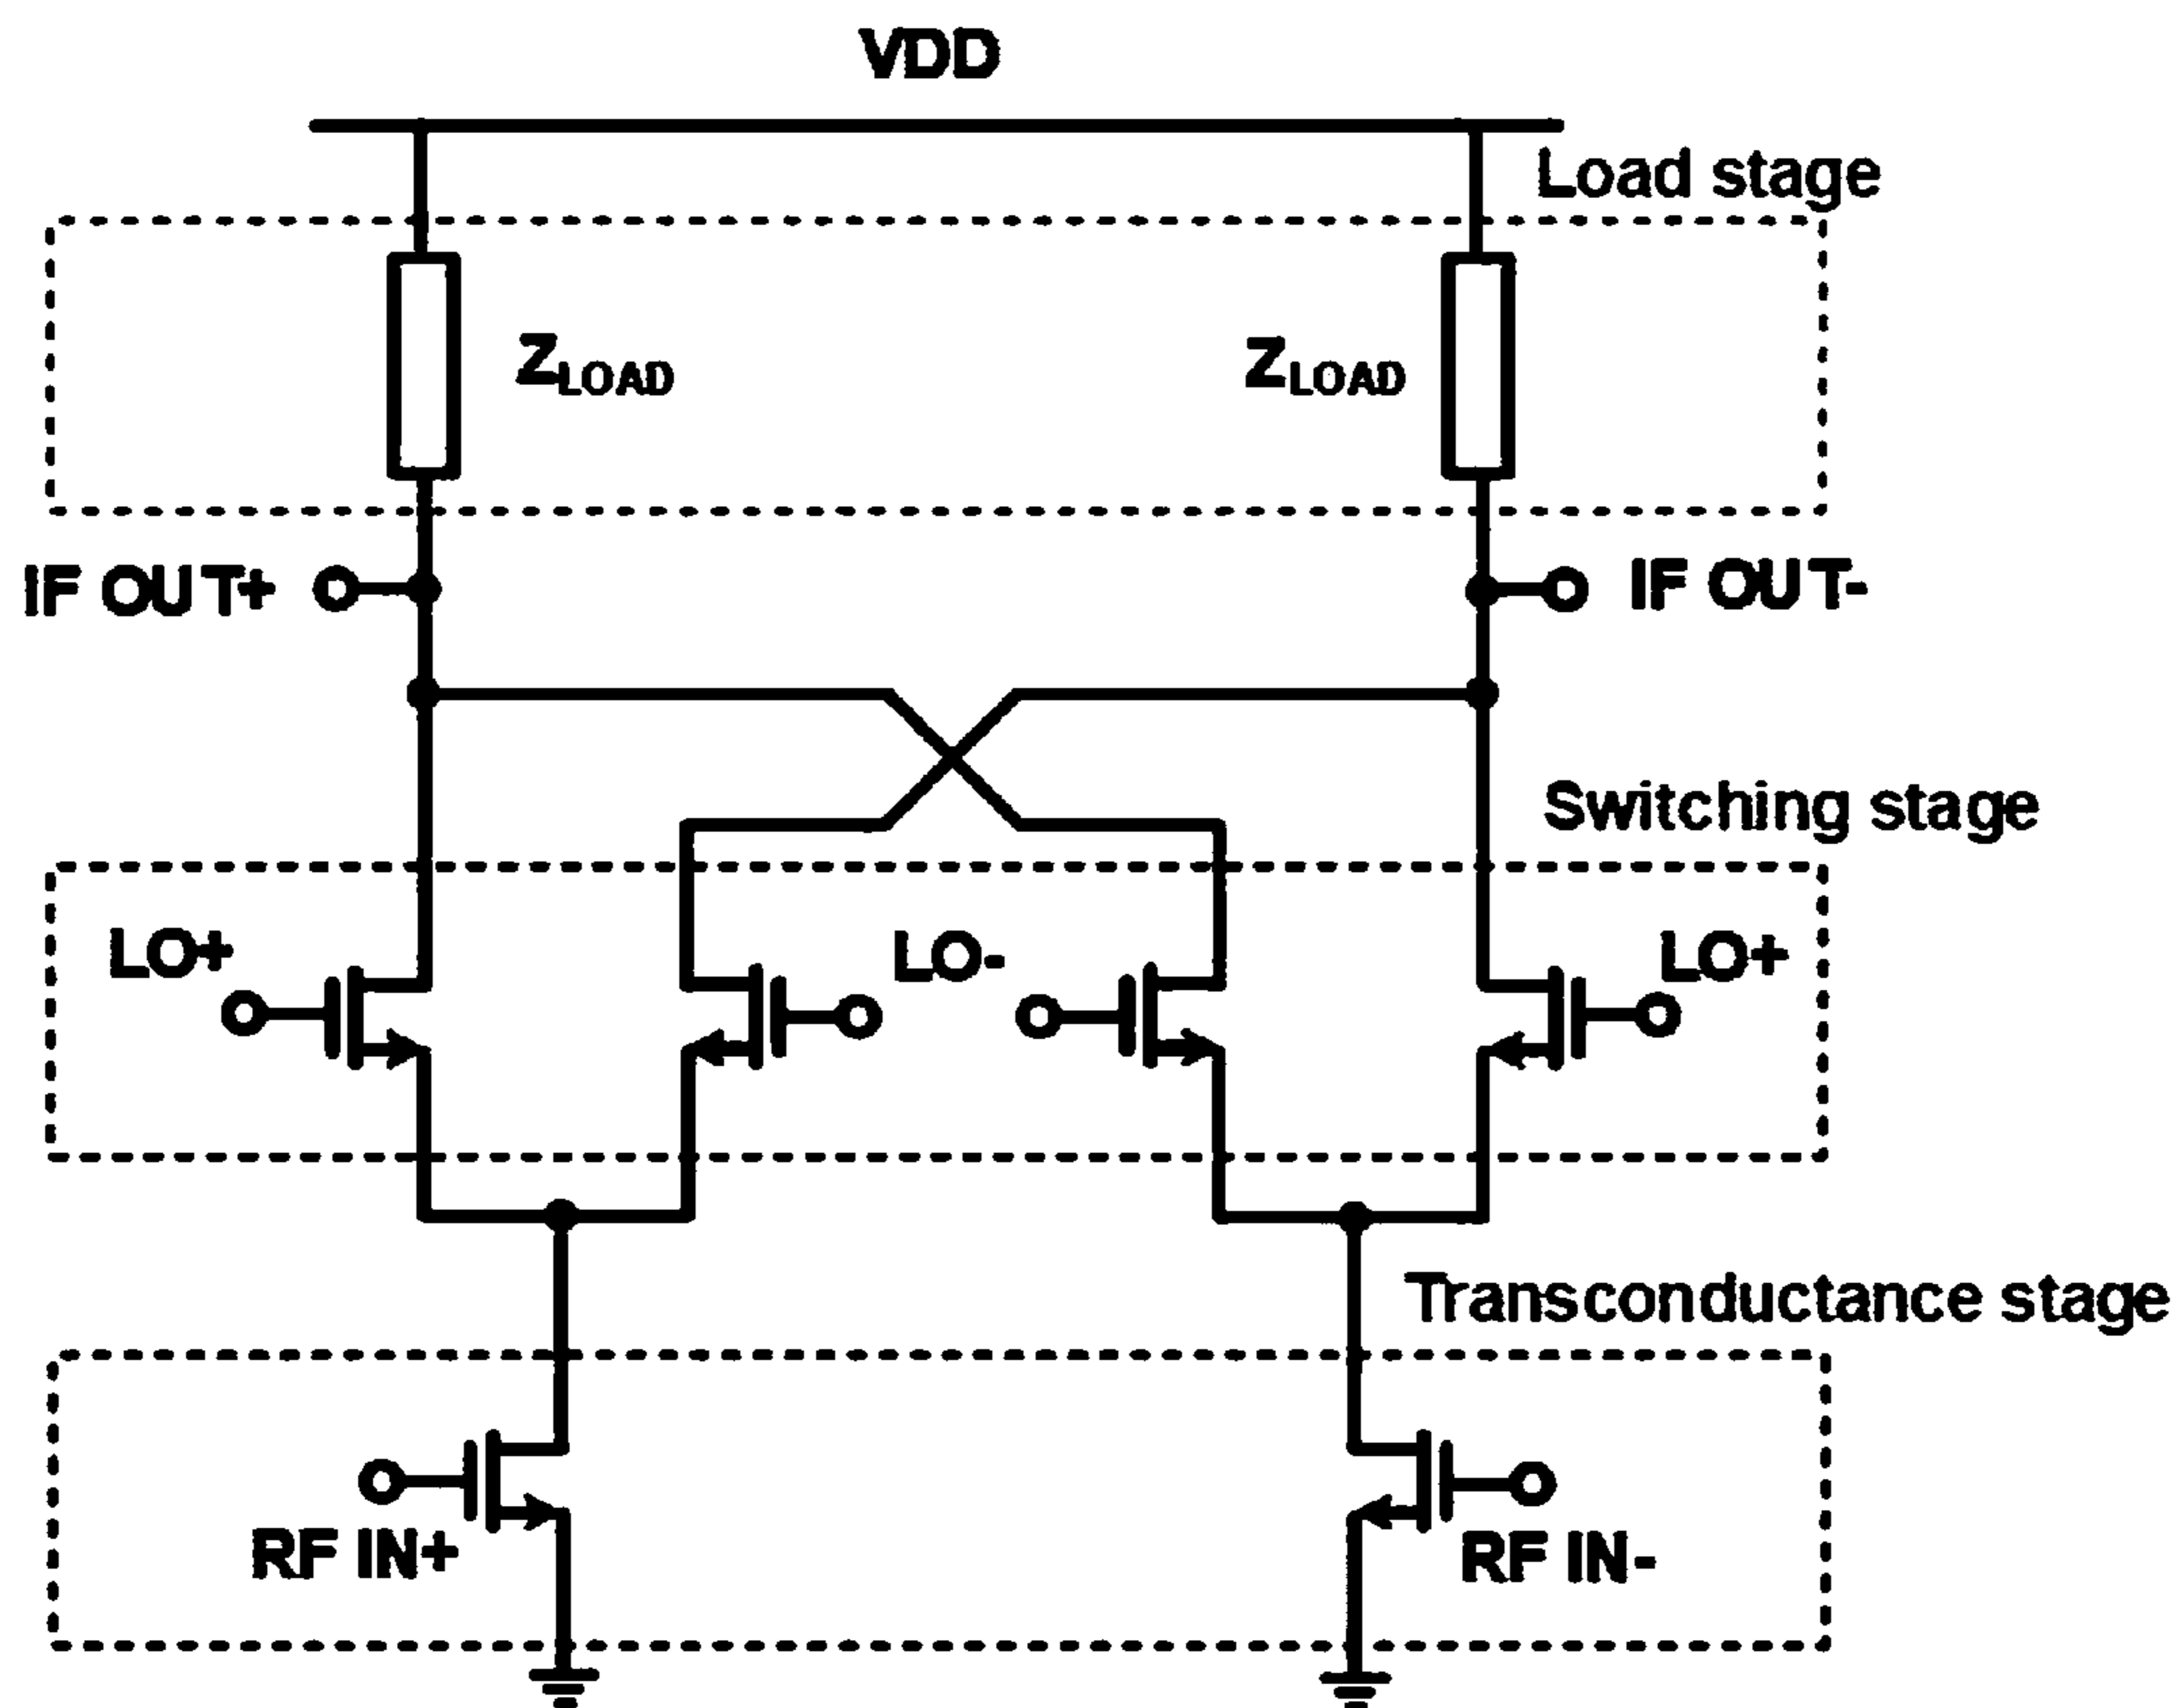 VDD
Load stage
ZLOAD
ZLOAD
IF OUT+
IF OUT-
Switching stage
LO+
LO-
LO+
Transconductance stage
RF IN+
RF IN-